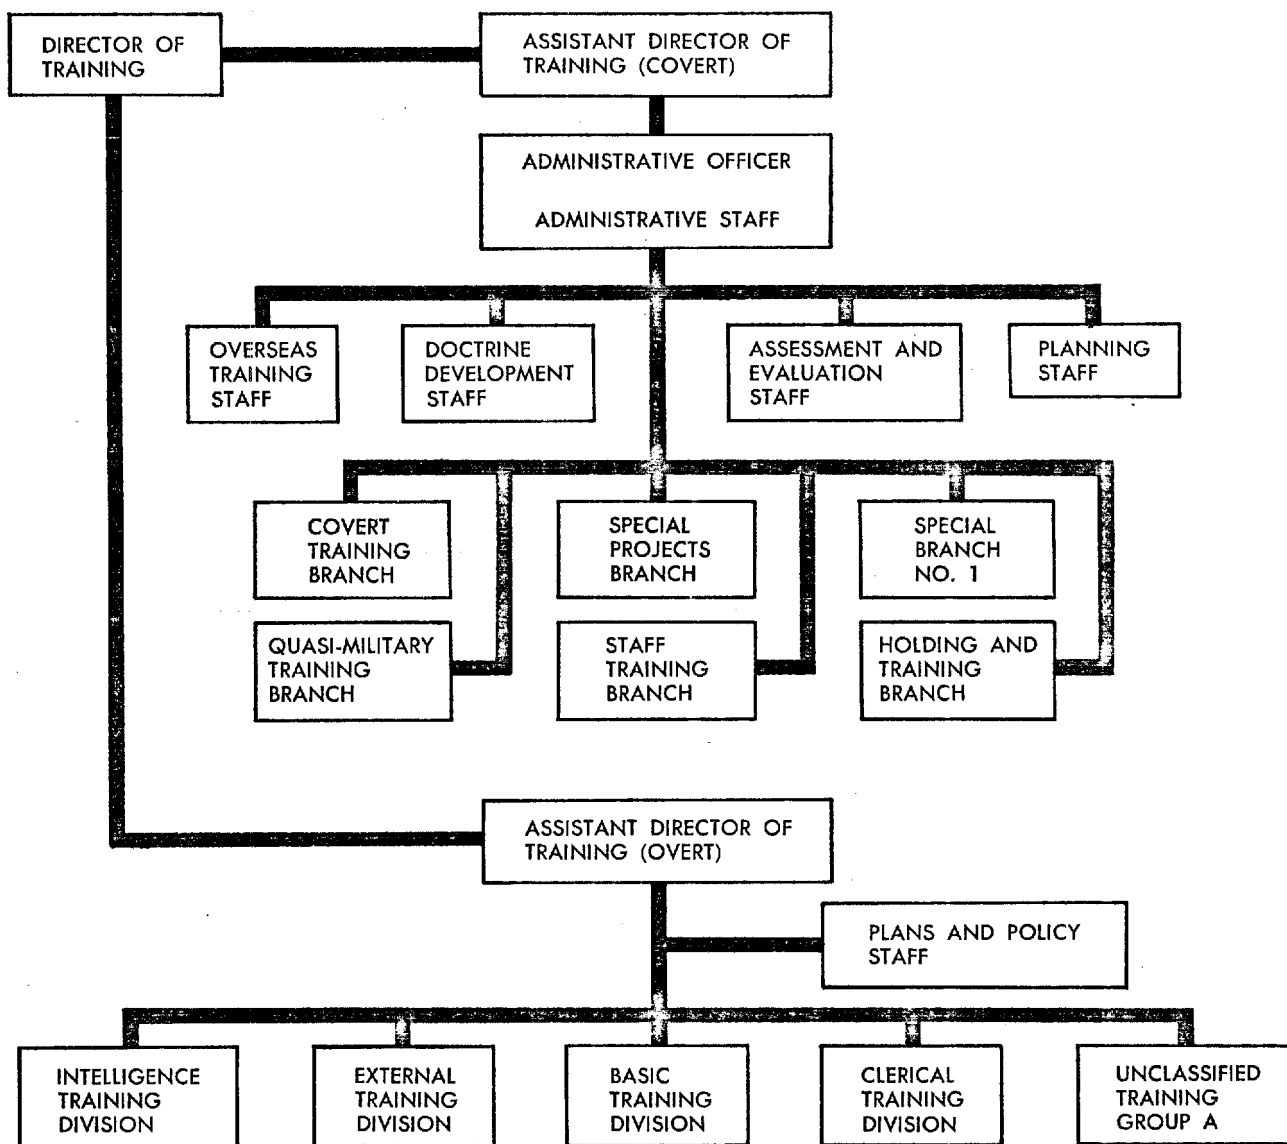 DIRECTOR OF
TRAINING
ASSISTANT DIRECTOR OF
TRAINING (COVERT)
ADMINISTRATIVE OFFICER
ADMINISTRATIVE STAFF
OVERSEAS
TRAINING
STAFF
DOCTRINE
DEVELOPMENT
STAFF
ASSESSMENT AND
EVALUATION
STAFF
PLANNING
STAFF
COVERT
TRAINING
BRANCH
SPECIAL
PROJECTS
BRANCH
SPECIAL
BRANCH
NO. 1
QUASI-MILITARY
TRAINING
BRANCH
STAFF
TRAINING
BRANCH
HOLDING AND
TRAINING
BRANCH
ASSISTANT DIRECTOR OF
TRAINING (OVERT)
PLANS AND POLICY
STAFF
INTELLIGENCE
TRAINING
DIVISION
EXTERNAL
TRAINING
DIVISION
BASIC
TRAINING
DIVISION
CLERICAL
TRAINING
DIVISION
UNCLASSIFIED
TRAINING
GROUP A